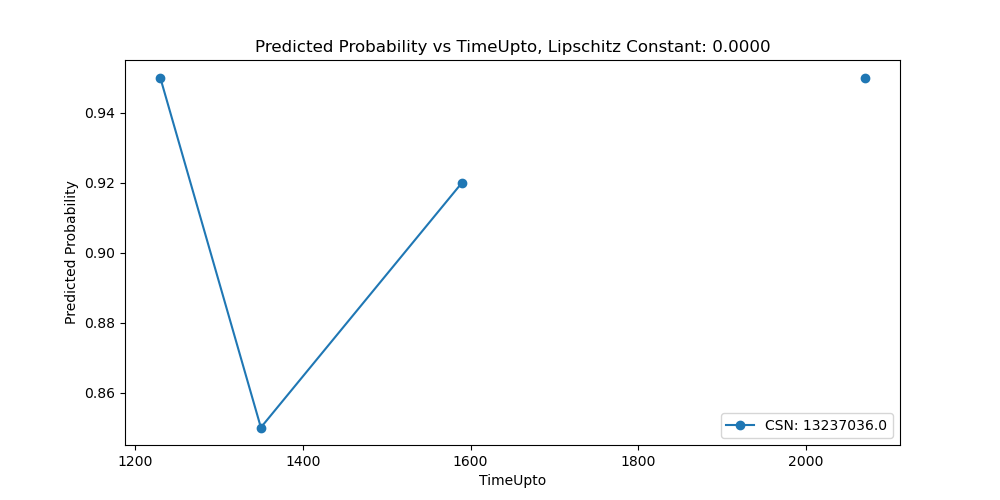 Predicted Probability vs TimeUpto, Lipschitz Constant: 0.0000
Predicted Probability
0.94
0.92
0.90
0.88
0.86
CSN: 13237036.0
1200 1400 1600 1800 2000
TimeUpto